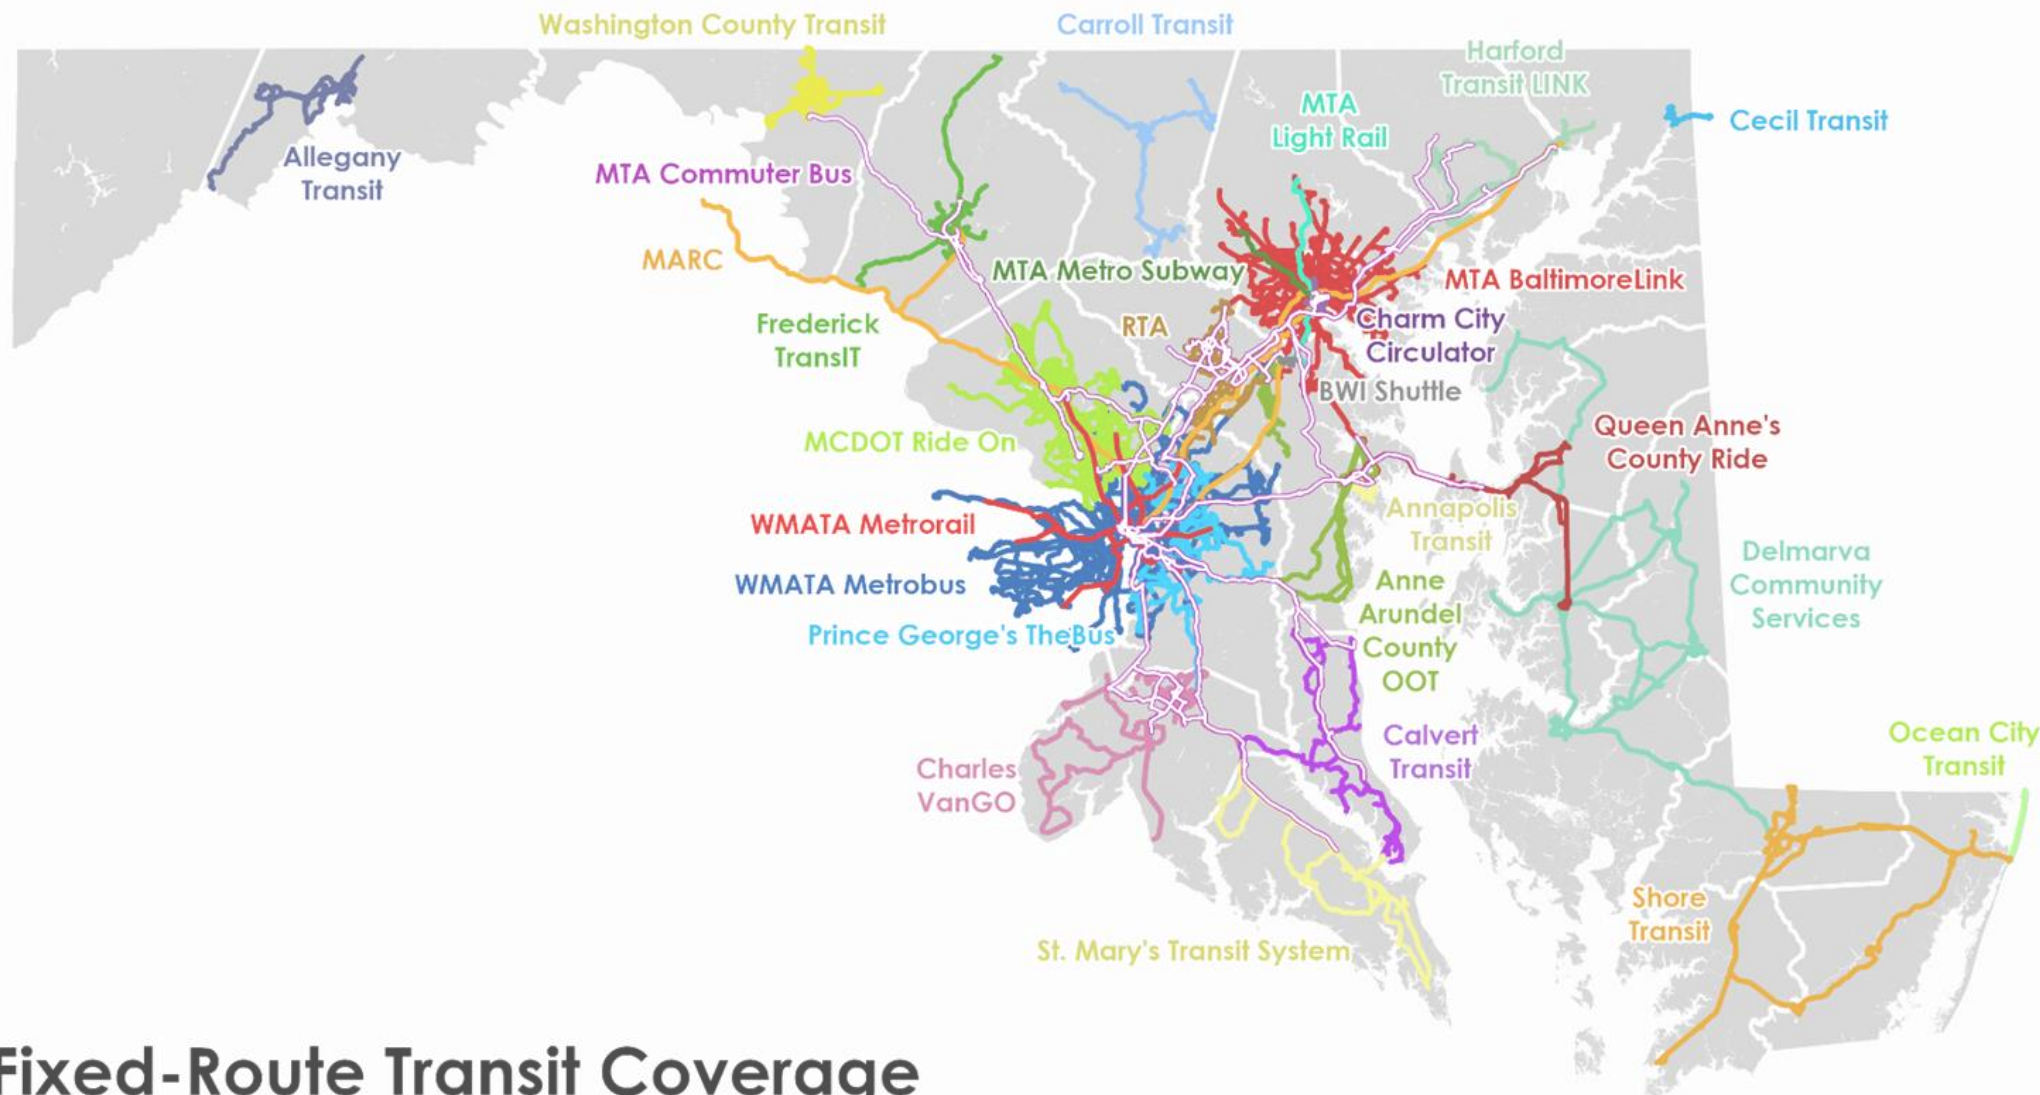 Washington County Transit
Carroll Transit
Harford
Transit LINK
MTA
Light Rail
Cecil Transit
Allegany
Transit
MTA Commuter Bus
MARC
MTA Metro Subway
MTA BaltimoreLink
Frederick
TransIT
RTA
Charm City
Circulator
BWI Shuttle
MCDOT Ride On
Queen Anne's
County Ride
WMATA Metrorail
Annapolis
Transit
WMATA Metrobus
Delmarva
Community
Services
Anne
Arundel
County
OOT
Prince George's TheBus
Calvert
Transit
Ocean City
Transit
Charles
VanGO
Shore
Transit
St. Mary's Transit System
Fixed-Route Transit Coverage